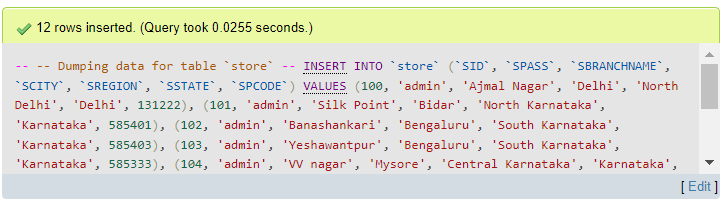 12 rows inserted. (Query took 0.0255 seconds.)
-- -- Dumping data for table `store` -- INSERT INTO `store` (`SID`, `SPASS`, `SBRANCHNAME`,
`SCITY`, `SREGION`, `SSTATE`, `SPCODE`) VALUES (100, 'admin', 'Ajmal Nagar', 'Delhi', 'North
Delhi', 'Delhi', 131222), (101, 'admin', 'Silk Point', 'Bidar', 'North Karnataka',
'Karnataka', 585401), (102, 'admin', 'Banashankari', 'Bengaluru', 'South Karnataka',
'Karnataka', 585403), (103, 'admin', 'Yeshawantpur', 'Bengaluru', 'South Karnataka',
'Karnataka', 585333), (104, 'admin', 'VV nagar', 'Mysore', 'Central Karnataka', 'Karnataka',
[ Edit ]